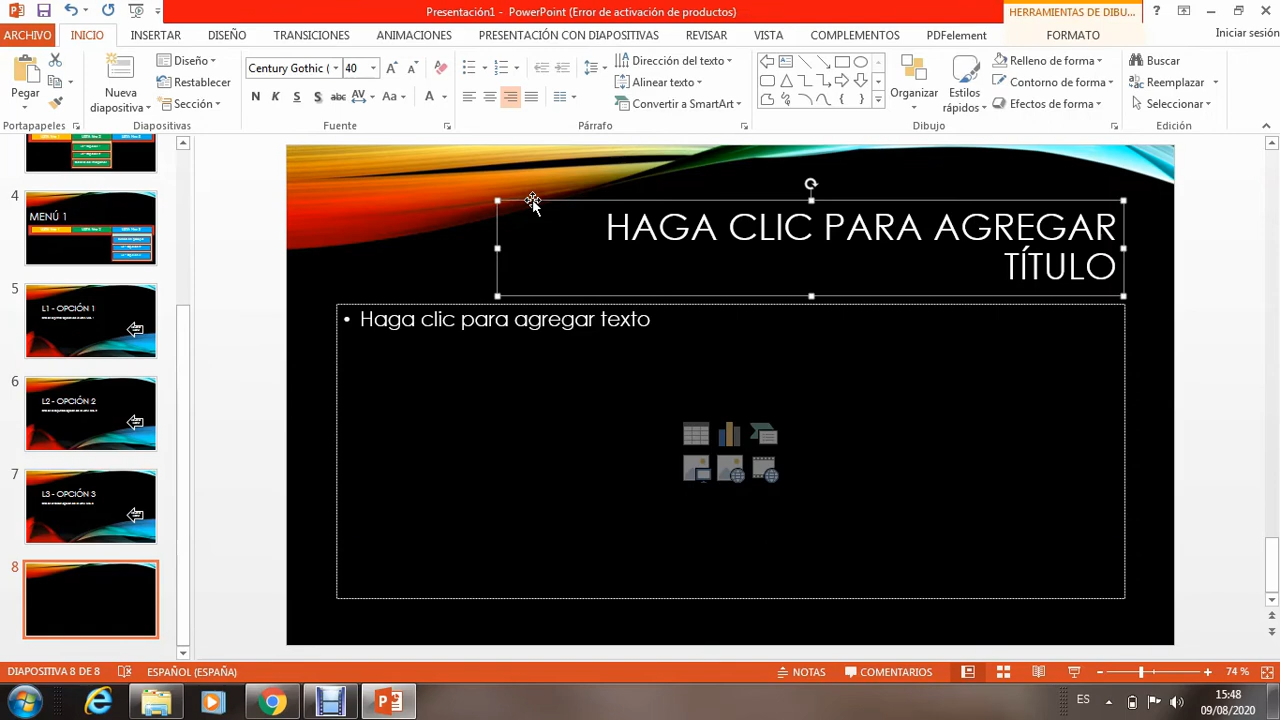 Presentación1 - PowerPoint (Error de activación de productos)
HERRAMIENTAS DE DIBU...
?
ARCHIVO
INICIO
INSERTAR
DISEÑO
TRANSICIONES
ANIMACIONES
PRESENTACIÓN CON DIAPOSITIVAS
REVISAR
VISTA
COMPLEMENTOS
PDFelement
FORMATO
Iniciar sesión
Pegar
Portapapeles
Nueva
diapositiva
Diseño
Restablecer
Sección
Diapositivas
Century Gothic (
40
N K S S abc AV Aa A
Fuente
Dirección del texto
Alinear texto
Convertir a SmartArt
Párrafo
Organizar
Estilos
rápidos
Relleno de forma
Contorno de forma
Efectos de forma
Dibujo
Buscar
Reemplazar
Seleccionar
Edición
4
MENÚ 1
5
L1 - OPCIÓN 1
6
L2 - OPCIÓN 2
7
L3 - OPCIÓN 3
8
HAGA CLIC PARA AGREGAR
TÍTULO
• Haga clic para agregar texto
DIAPOSITIVA 8 DE 8
ESPAÑOL (ESPAÑA)
NOTAS
COMENTARIOS
74 %
ES
15:48
09/08/2020